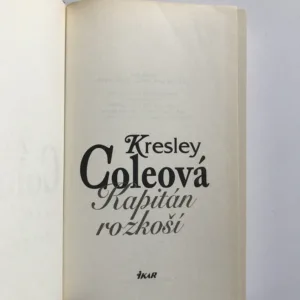 Kresley
Coleová
Kapitán
rozkoší
IKAR